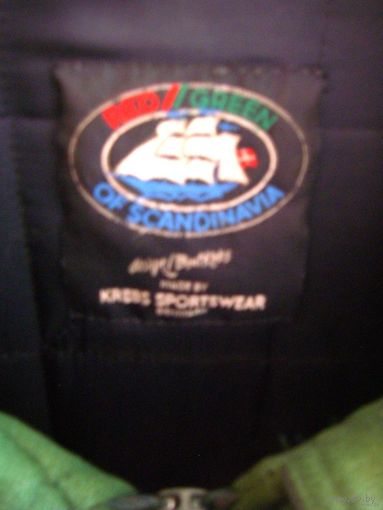 RED//GREEN
OF SCANDINAVIA
MADE BY
KREBS SPORTSWEAR